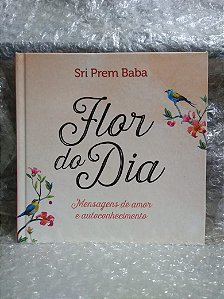 Sri Prem Baba
Flor
do
Dia
Mensagens de amor
e autoconhecimento